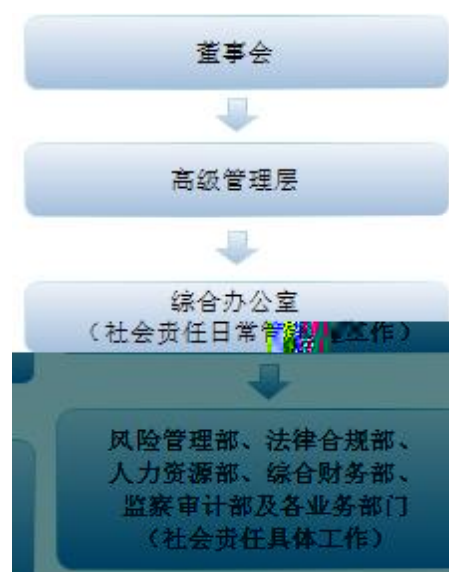 董事会
高级管理层
综合办公室
（社会责任日常管 工作）
风险管理部、法律合规部、
人力资源部、综合财务部、
监察审计部及各业务部门
（社会责任具体工作）